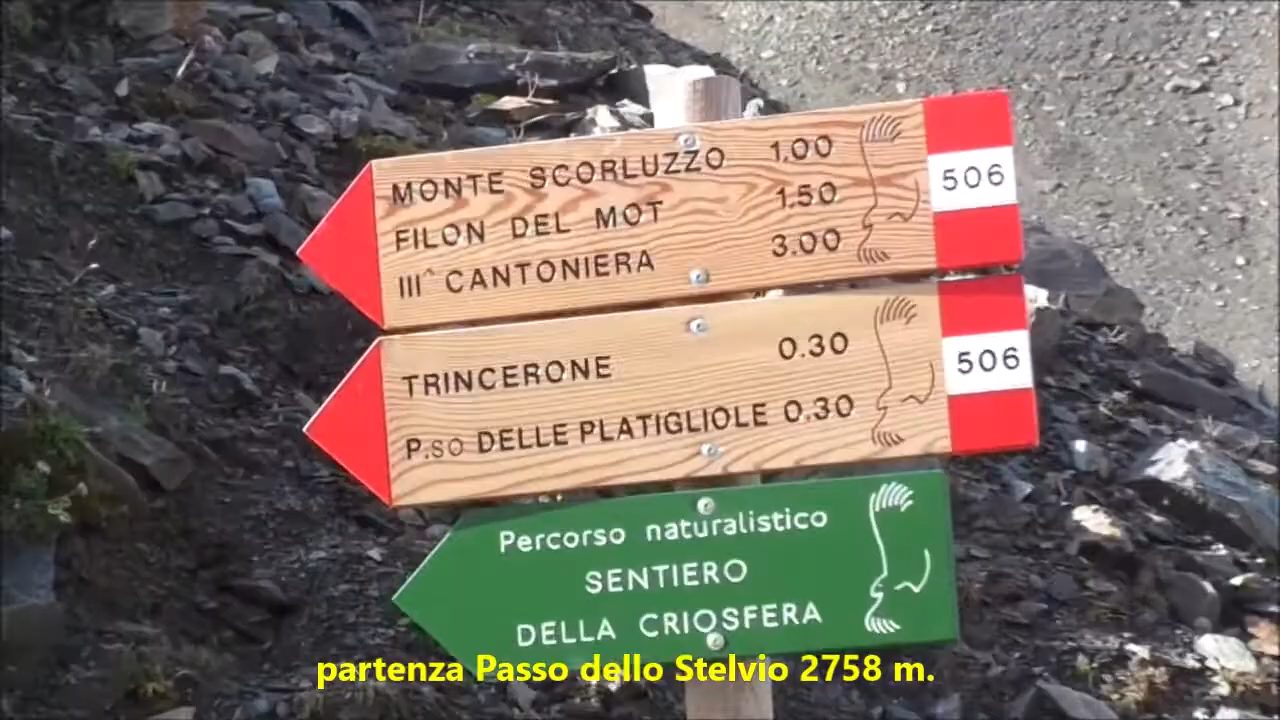 MONTE SCORLUZZO 1.00
FILON DEL MOT 1.50
III^ CANTONIERA 3.00
506
TRINCERONE 0.30
P.SO DELLE PLATIGLIOLE 0.30
506
Percorso naturalistico
SENTIERO
DELLA CRIOSFERA
partenza Passo dello Stelvio 2758 m.